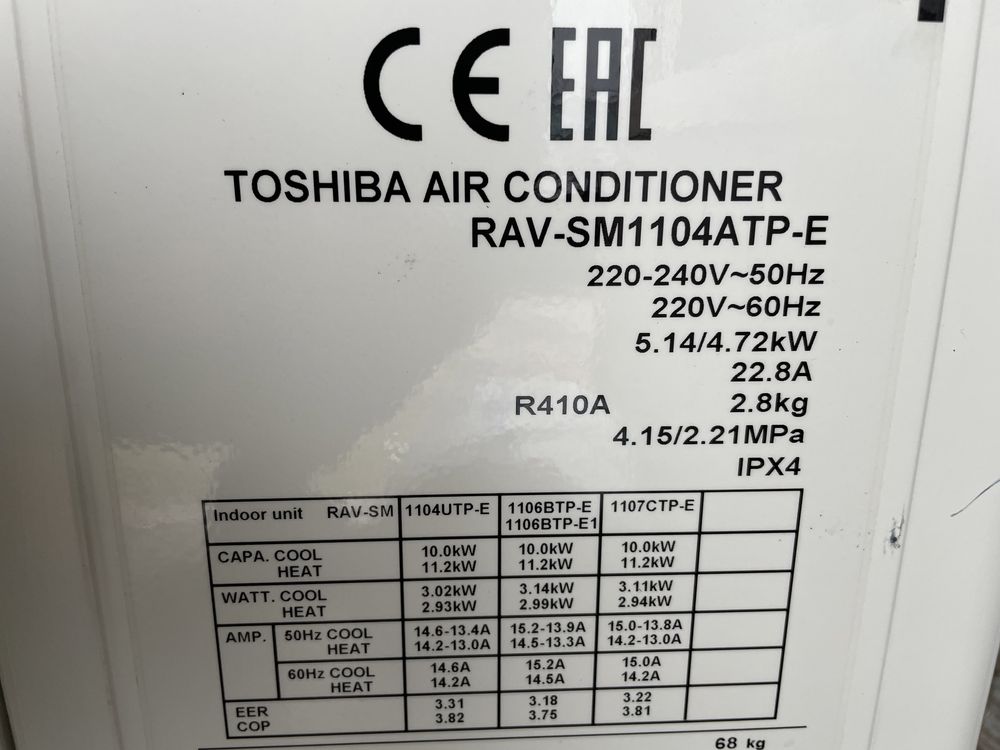 CE EAC
TOSHIBA AIR CONDITIONER
RAV-SM1104ATP-E
220-240V~50Hz
220V~60Hz
5.14/4.72kW
22.8A
R410A 2.8kg
4.15/2.21MPa
IPX4
Indoor unit RAV-SM 1104UTP-E 1106BTP-E 1107CTP-E
1106BTP-E1
CAPA. COOL 10.0kW 10.0kW 10.0kW
HEAT 11.2kW 11.2kW 11.2kW
WATT. COOL 3.02kW 3.14kW 3.11kW
HEAT 2.93kW 2.99kW 2.94kW
AMP. 50Hz COOL 14.6-13.4A 15.2-13.9A 15.0-13.8A
HEAT 14.2-13.0A 14.5-13.3A 14.2-13.0A
60Hz COOL 14.6A 15.2A 15.0A
HEAT 14.2A 14.5A 14.2A
EER 3.31 3.18 3.22
COP 3.82 3.75 3.81
68 kg